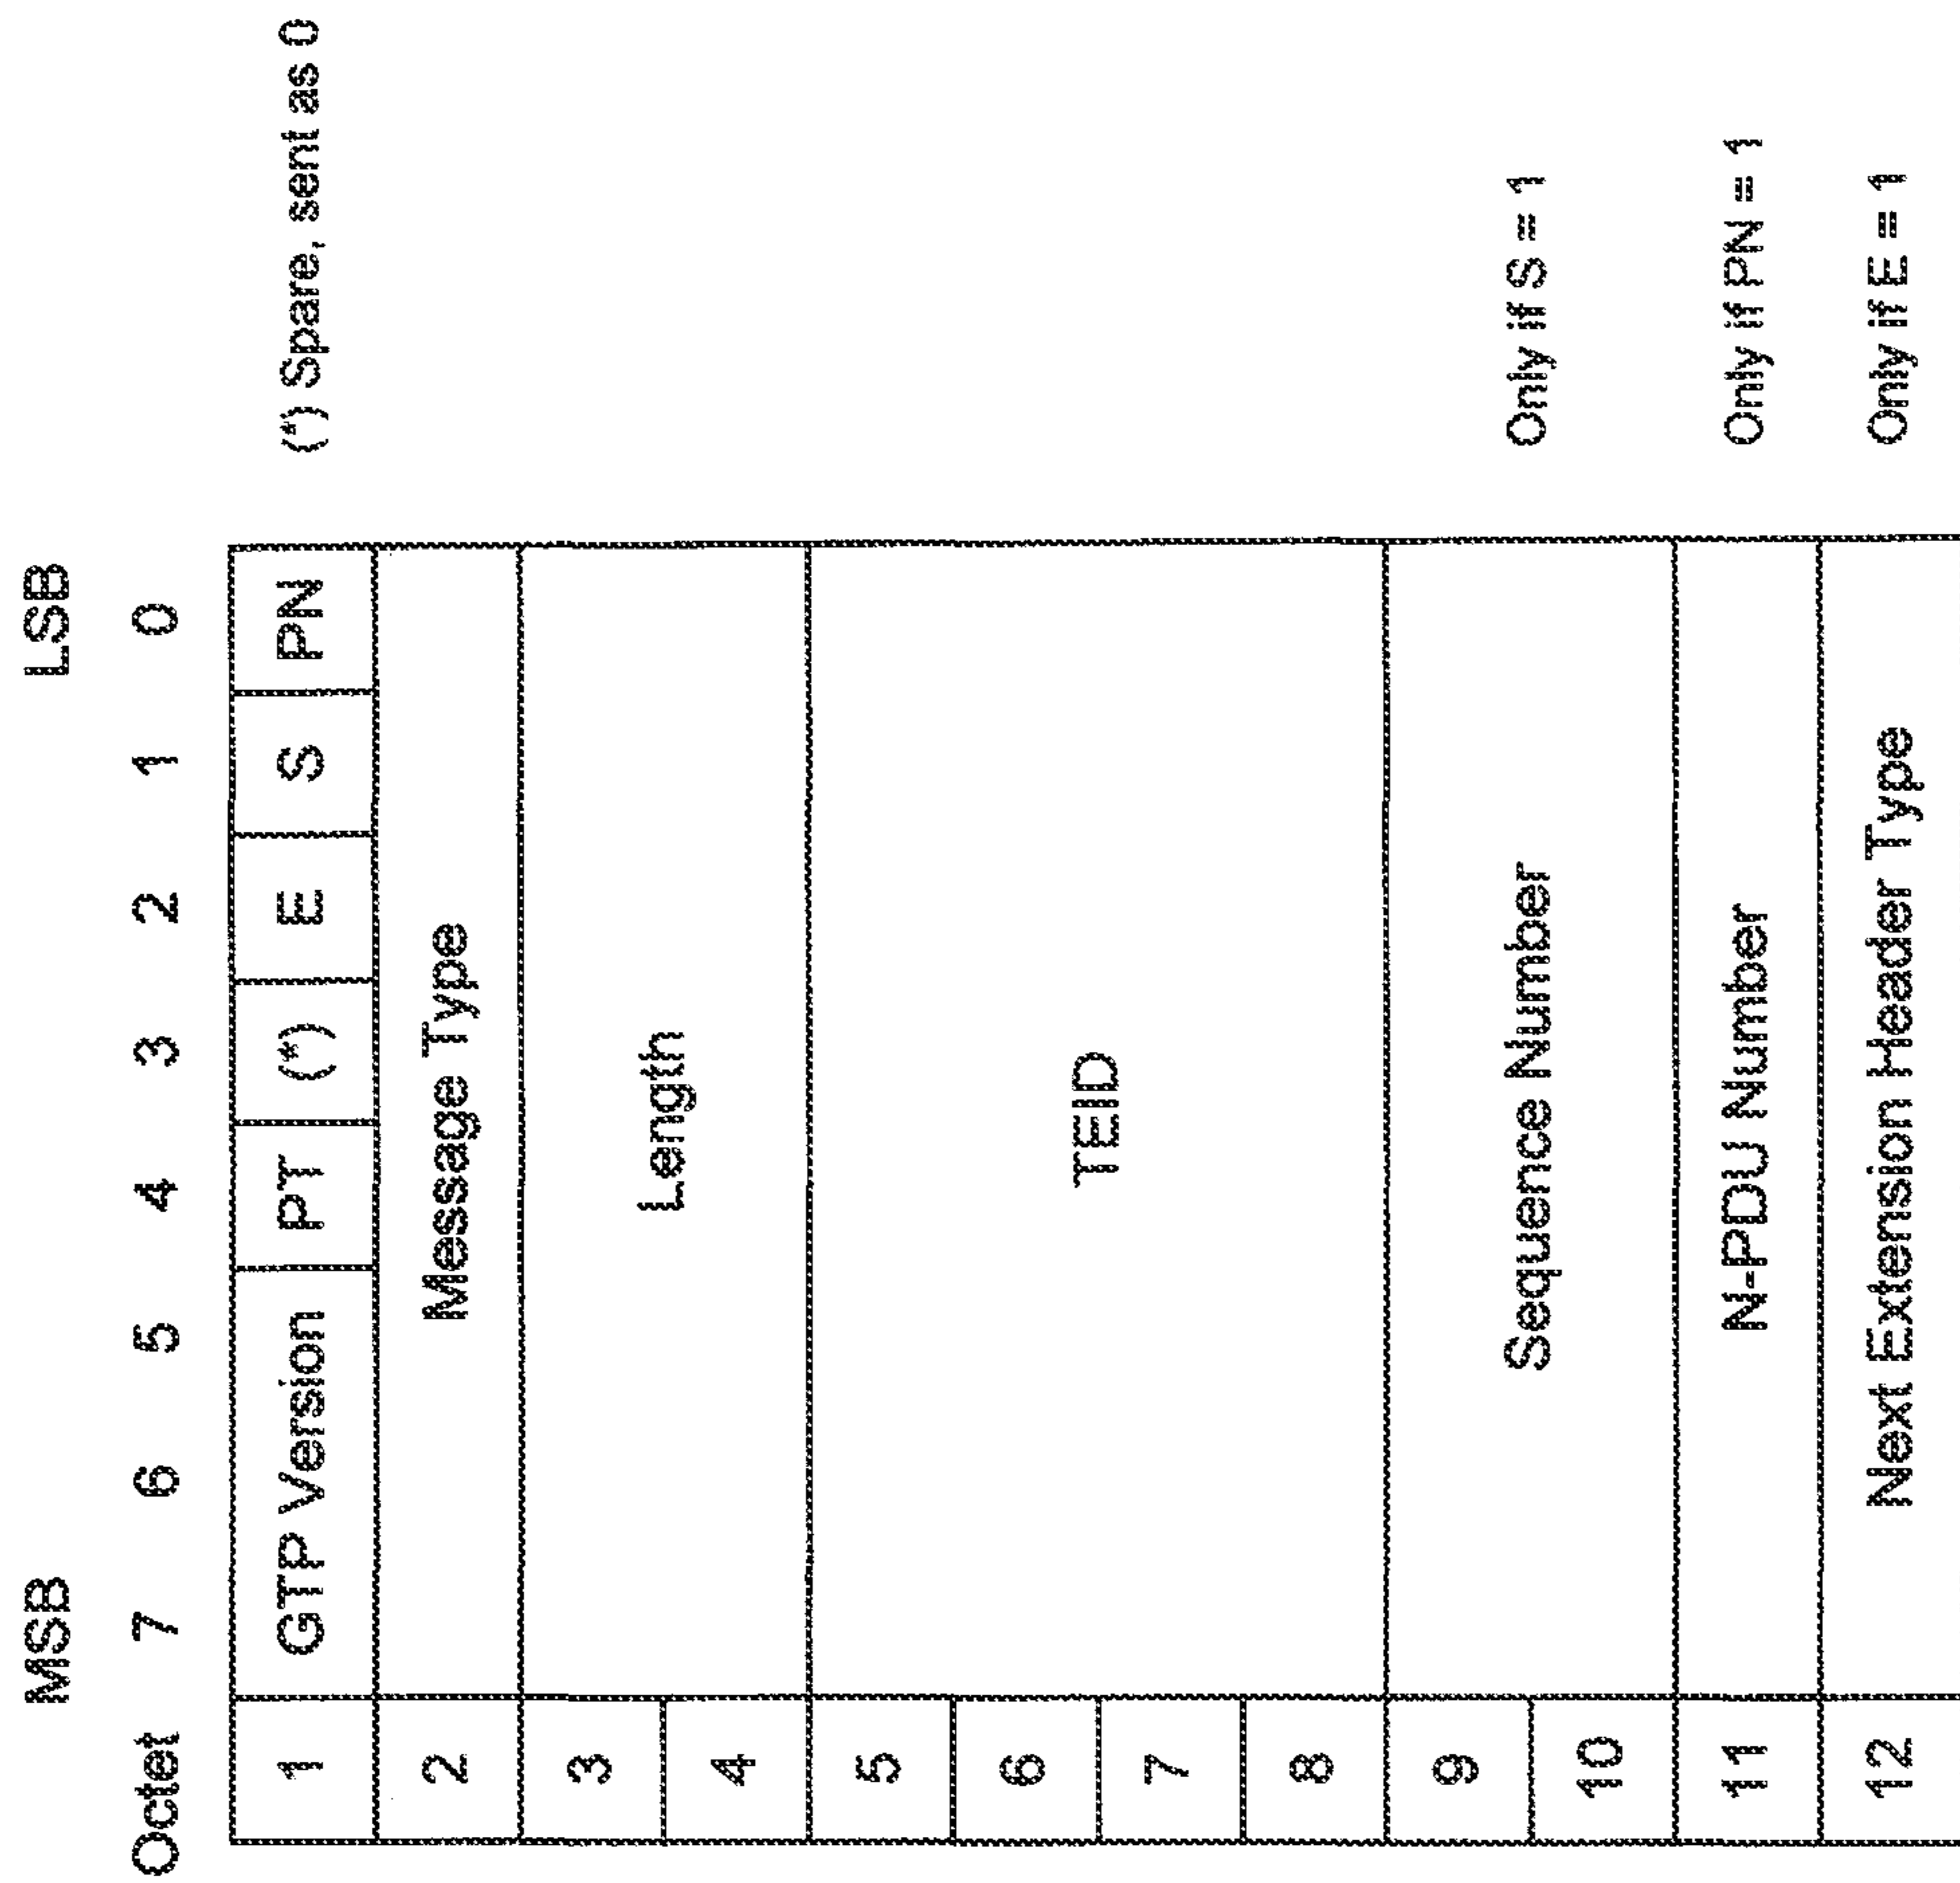 MSB LSB
Octet 7 6 5 4 3 2 1 0
1 GTP Version PT (*) E S PN (*) Spare, sent as 0
2 Message Type
3 Length
4
5 TEID
6
7
8
9 Sequence Number Only if S = 1
10
11 N-PDU Number Only if PN = 1
12 Next Extension Header Type Only if E = 1